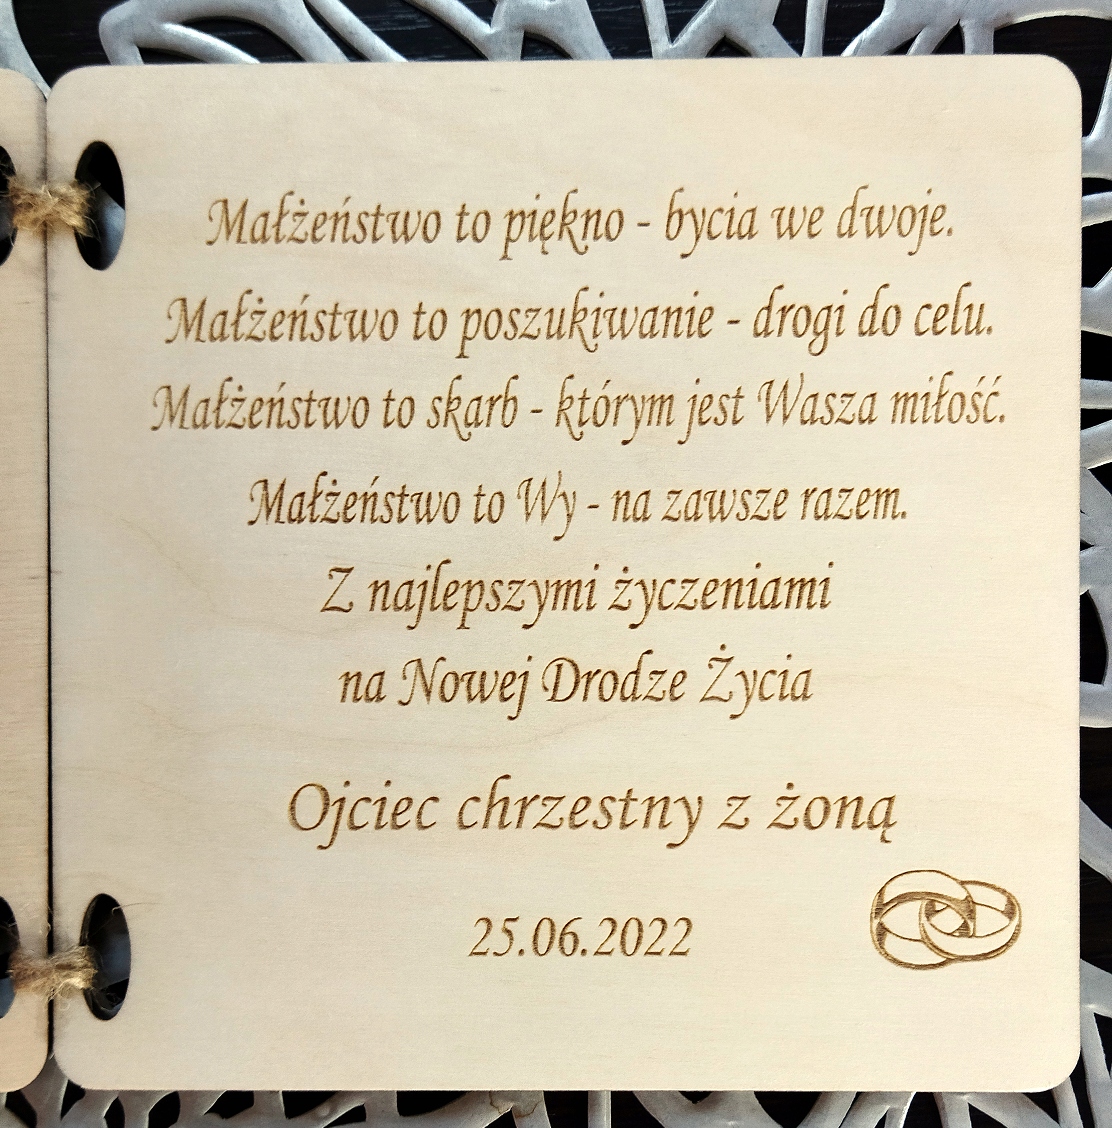 Małżeństwo to piękno - bycia we dwoje.
Małżeństwo to poszukiwanie - drogi do celu.
Małżeństwo to skarb - którym jest Wasza miłość.
Małżeństwo to Wy - na zawsze razem.
Z najlepszymi życzeniami
na Nowej Drodze Życia
Ojciec chrzestny z żoną
25.06.2022